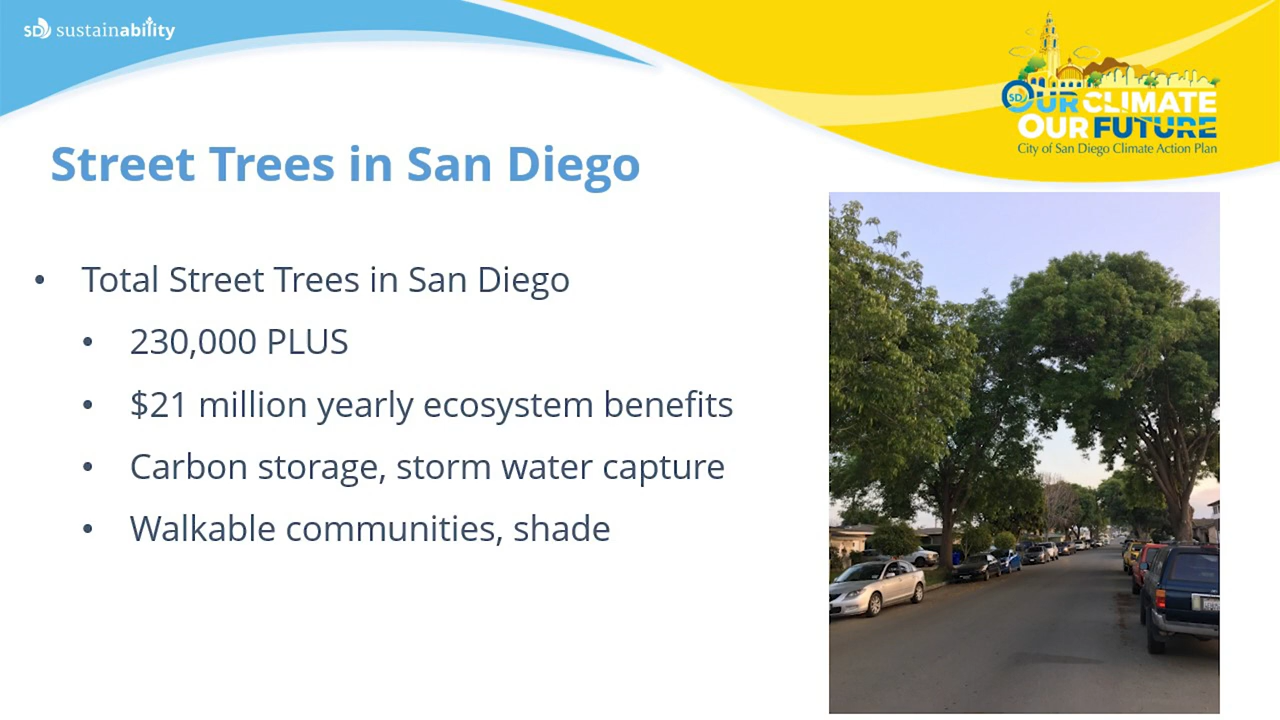 SD sustainability
SD
OUR CLIMATE
OUR FUTURE
City of San Diego Climate Action Plan
Street Trees in San Diego
• Total Street Trees in San Diego
• 230,000 PLUS
• $21 million yearly ecosystem benefits
• Carbon storage, storm water capture
• Walkable communities, shade